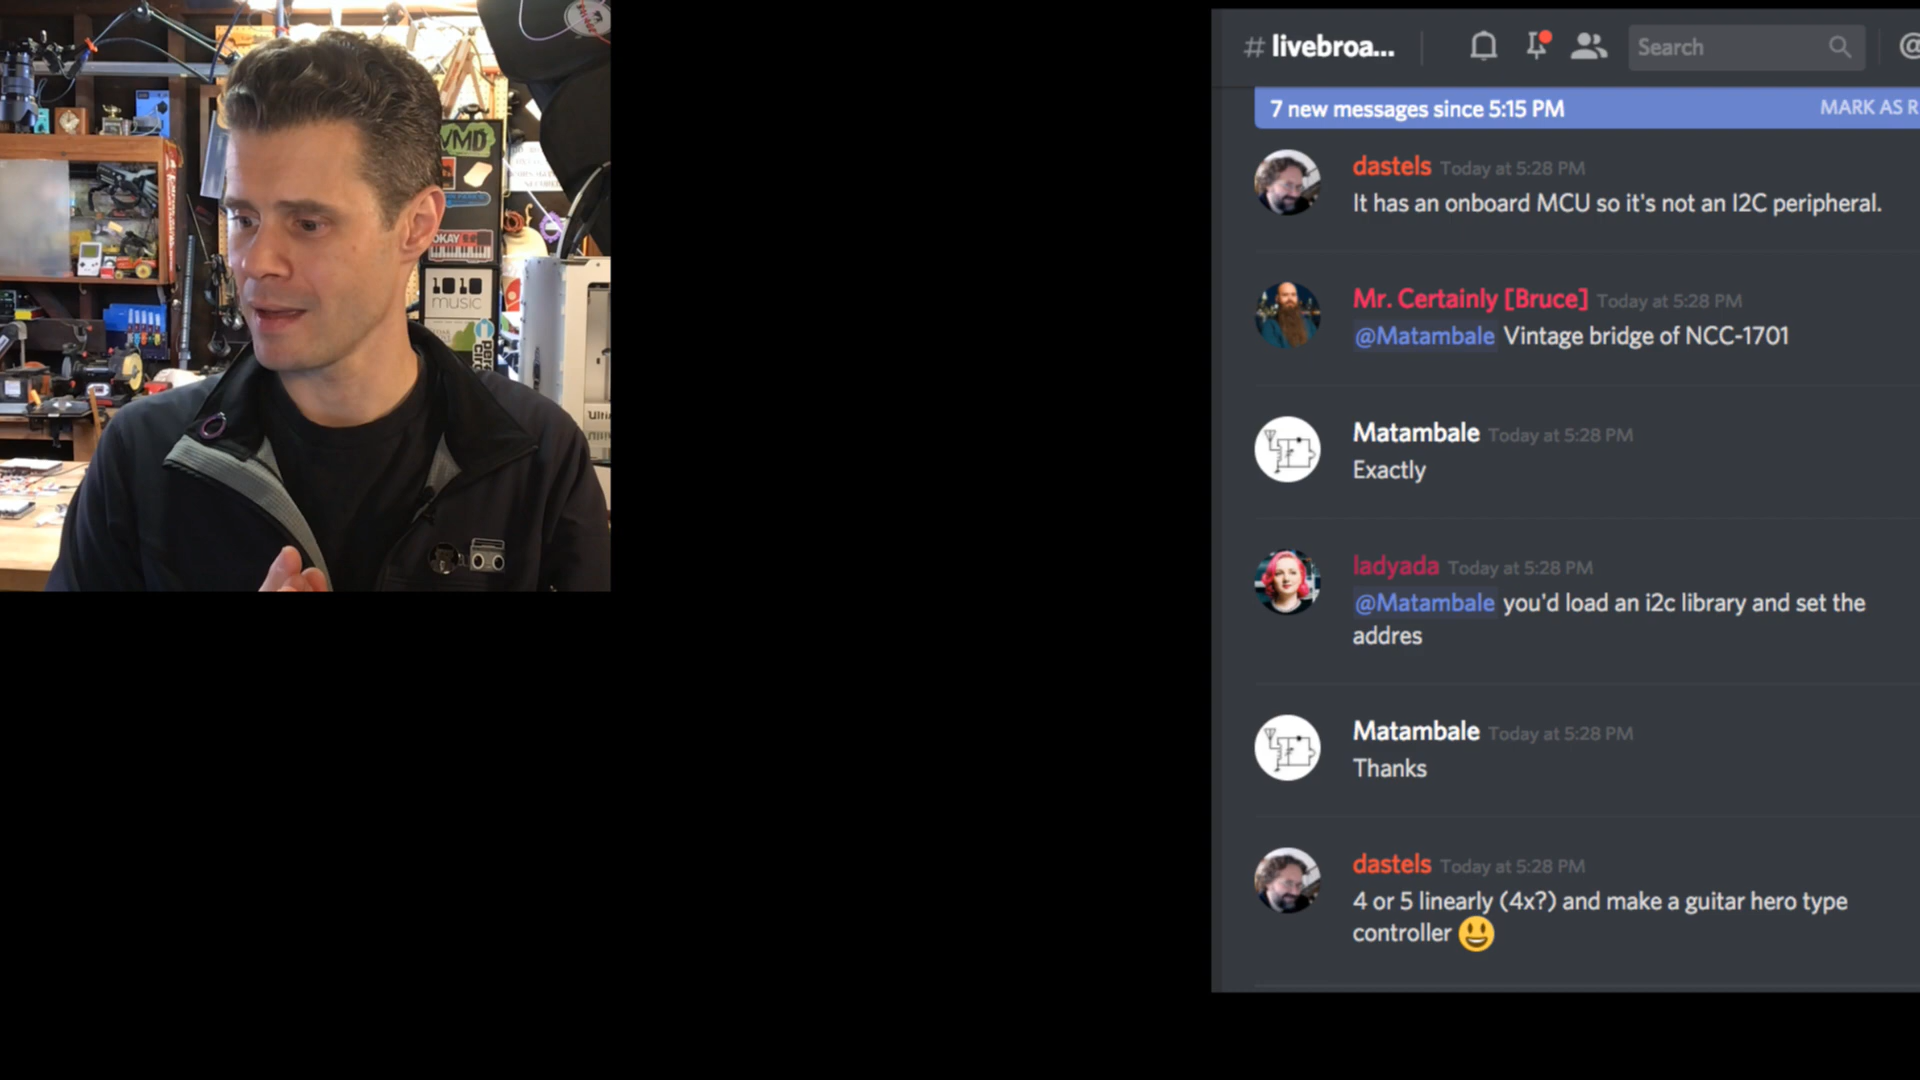 VMD
OKAY
1010
music
# livebroa...
Search
7 new messages since 5:15 PM
MARK AS R
dastels Today at 5:28 PM
It has an onboard MCU so it's not an I2C peripheral.
Mr. Certainly [Bruce] Today at 5:28 PM
@Matambale Vintage bridge of NCC-1701
Matambale Today at 5:28 PM
Exactly
ladyada Today at 5:28 PM
@Matambale you'd load an i2c library and set the
addres
Matambale Today at 5:28 PM
Thanks
dastels Today at 5:28 PM
4 or 5 linearly (4x?) and make a guitar hero type
controller 😃